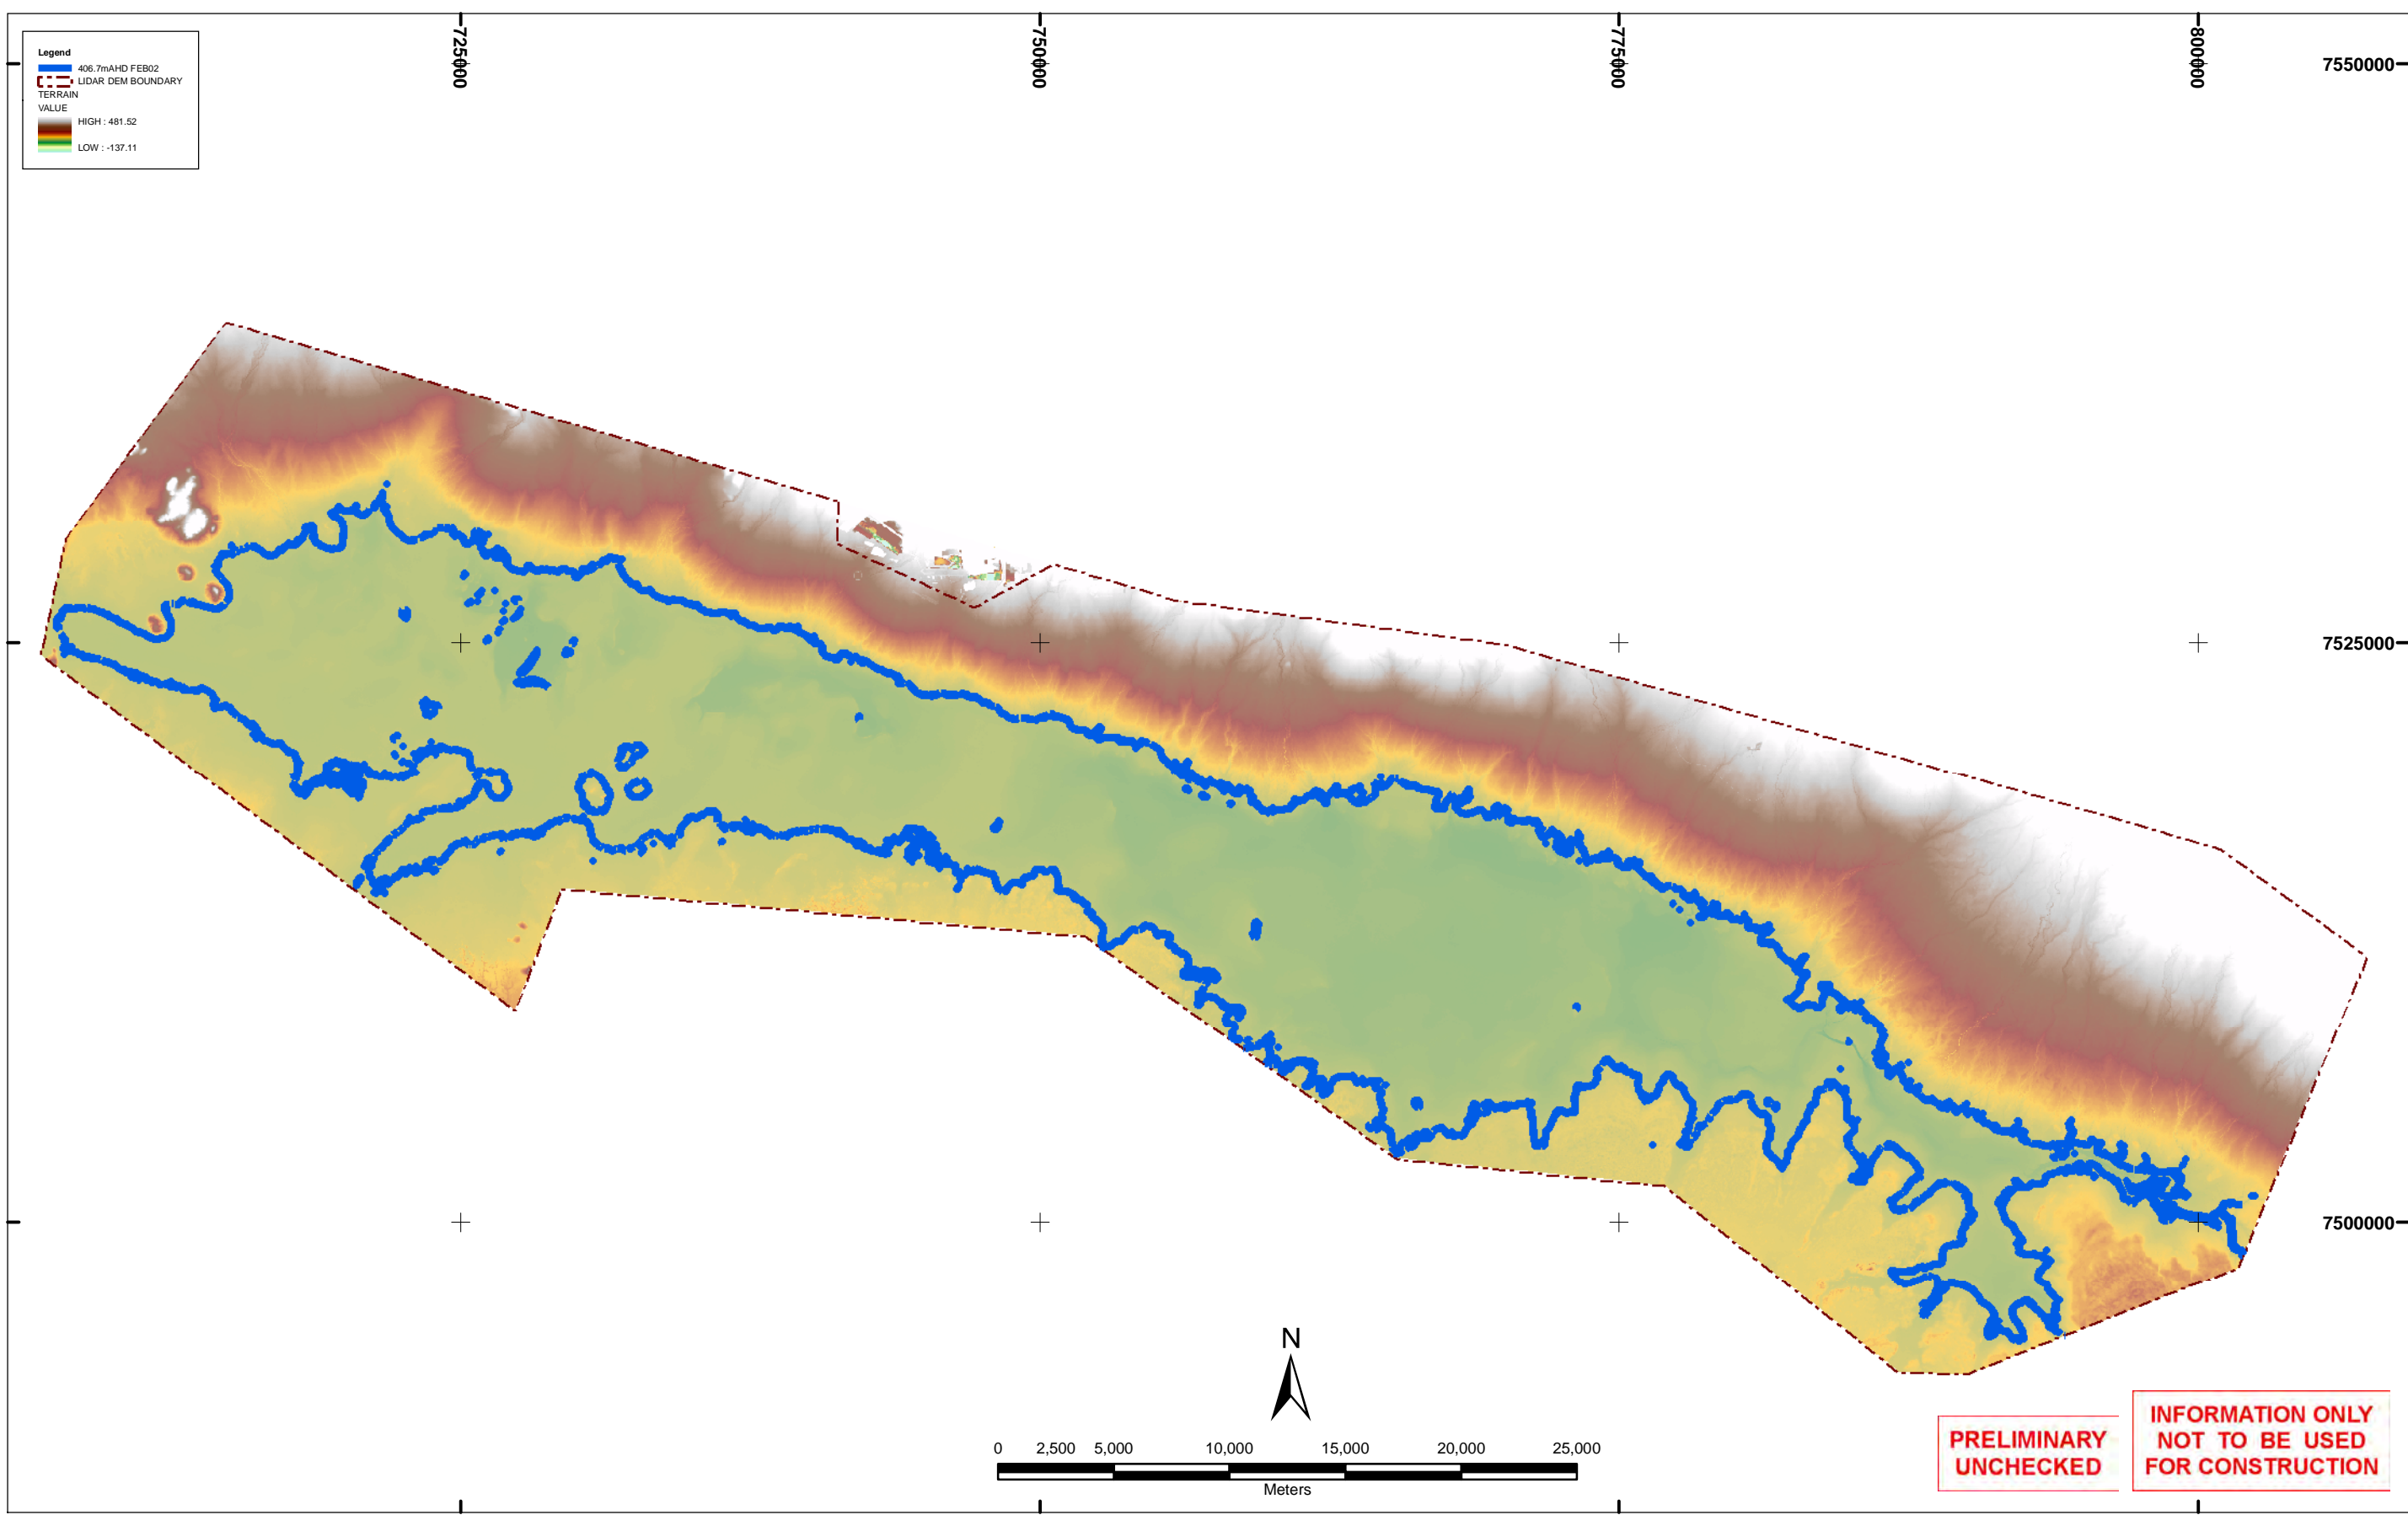 725000
750000
775000
800000
Legend
406.7mAHD FEB02
LIDAR DEM BOUNDARY
TERRAIN
VALUE
HIGH : 481.52
LOW : -137.11
7550000
7525000
7500000
N
0 2,500 5,000 10,000 15,000 20,000 25,000
Meters
PRELIMINARY
UNCHECKED
INFORMATION ONLY
NOT TO BE USED
FOR CONSTRUCTION